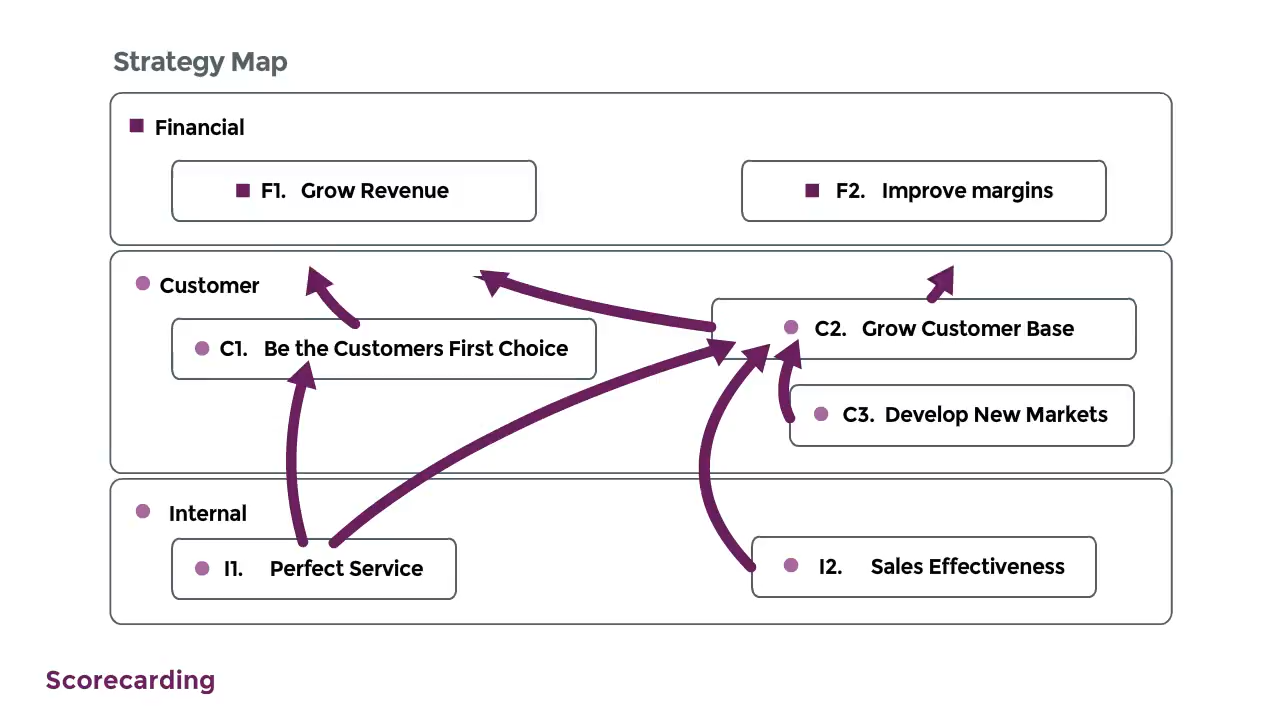 Strategy Map
Financial
F1. Grow Revenue
F2. Improve margins
Customer
C1. Be the Customers First Choice
C2. Grow Customer Base
C3. Develop New Markets
Internal
I1. Perfect Service
I2. Sales Effectiveness
Scorecarding